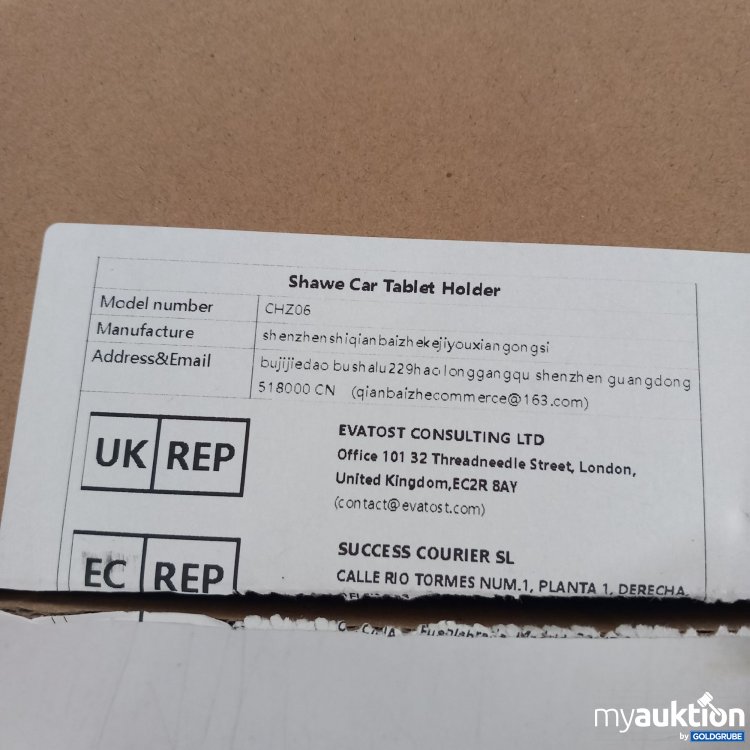 Shawe Car Tablet Holder
Model number CHZ06
Manufacture shenzhenshiqianbaizhekejiyouxiangongsi
Address&Email bujijiedao bushalu229hao longgangqu shenzhen guangdong
518000 CN (qianbaizhecommerce@163.com)
UK REP
EVATOST CONSULTING LTD
Office 101 32 Threadneedle Street, London,
United Kingdom,EC2R 8AY
(contact@evatost.com)
EC REP
SUCCESS COURIER SL
CALLE RIO TORMES NUM.1, PLANTA 1, DERECHA,
myauktion
by GOLDGRUBE